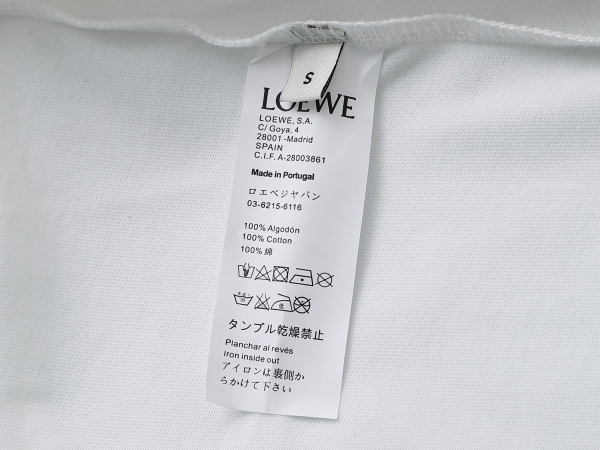 S
LOEWE
LOEWE, S.A.
C/ Goya, 4
28001 -Madrid
SPAIN
C.I.F. A-28003861
Made in Portugal
ロエベジャパン
03-6215-6116
100% Algodón
100% Cotton
100% 綿
タンブル乾燥禁止
Planchar al revés
Iron inside out
アイロンは裏側か
らかけて下さい